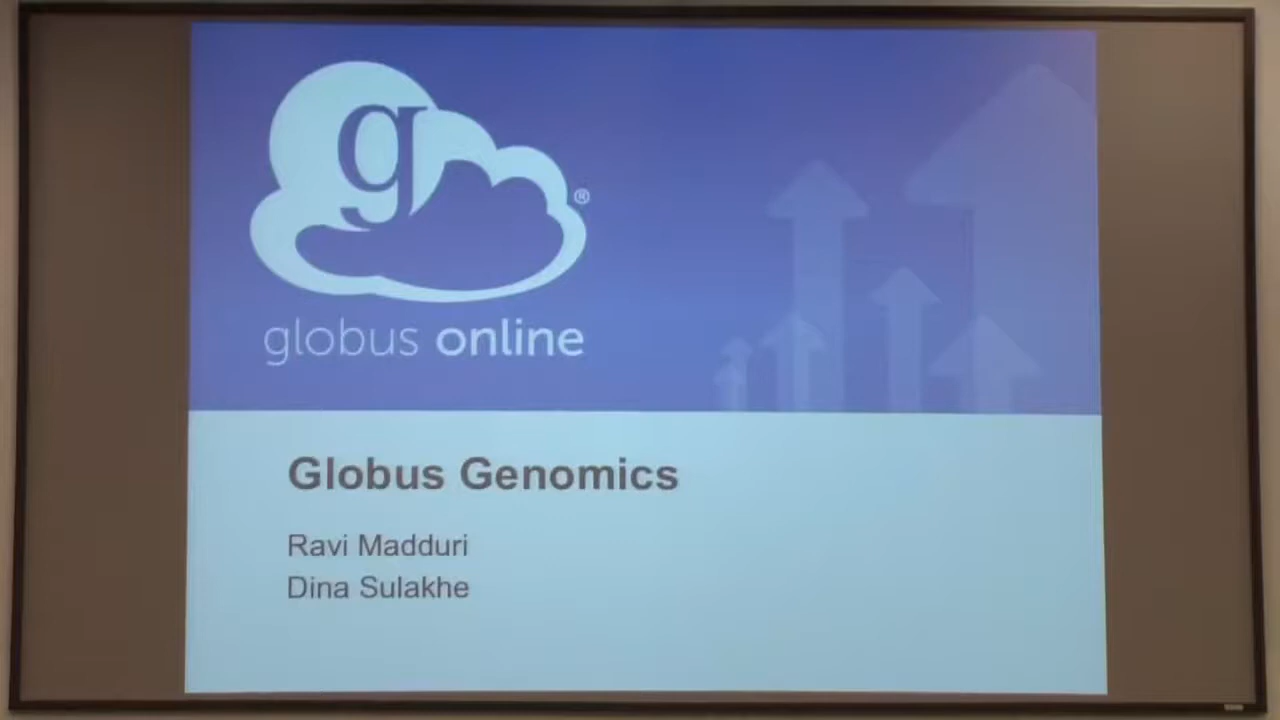 g
®
globus online
Globus Genomics
Ravi Madduri
Dina Sulakhe